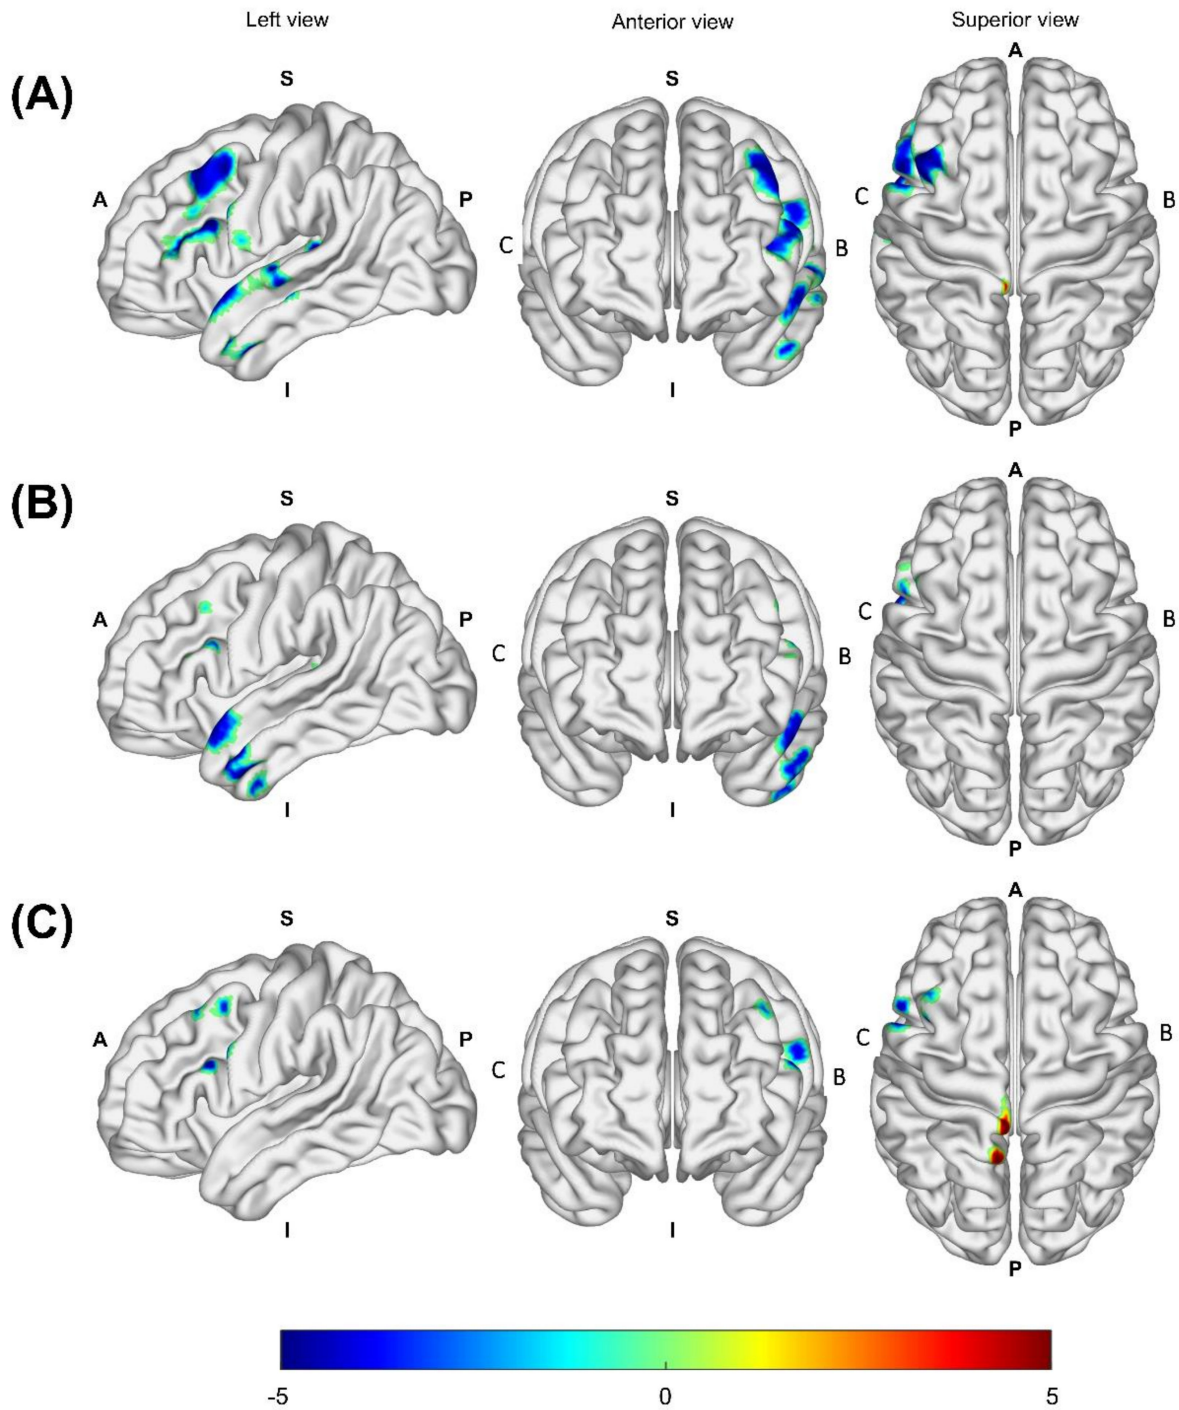 Left view Anterior view Superior view
(A)
S S A
A P C B C B
I I P
(B)
S S A
A P C B C B
I I P
(C)
S S A
A P C B C B
I I P
-5 0 5